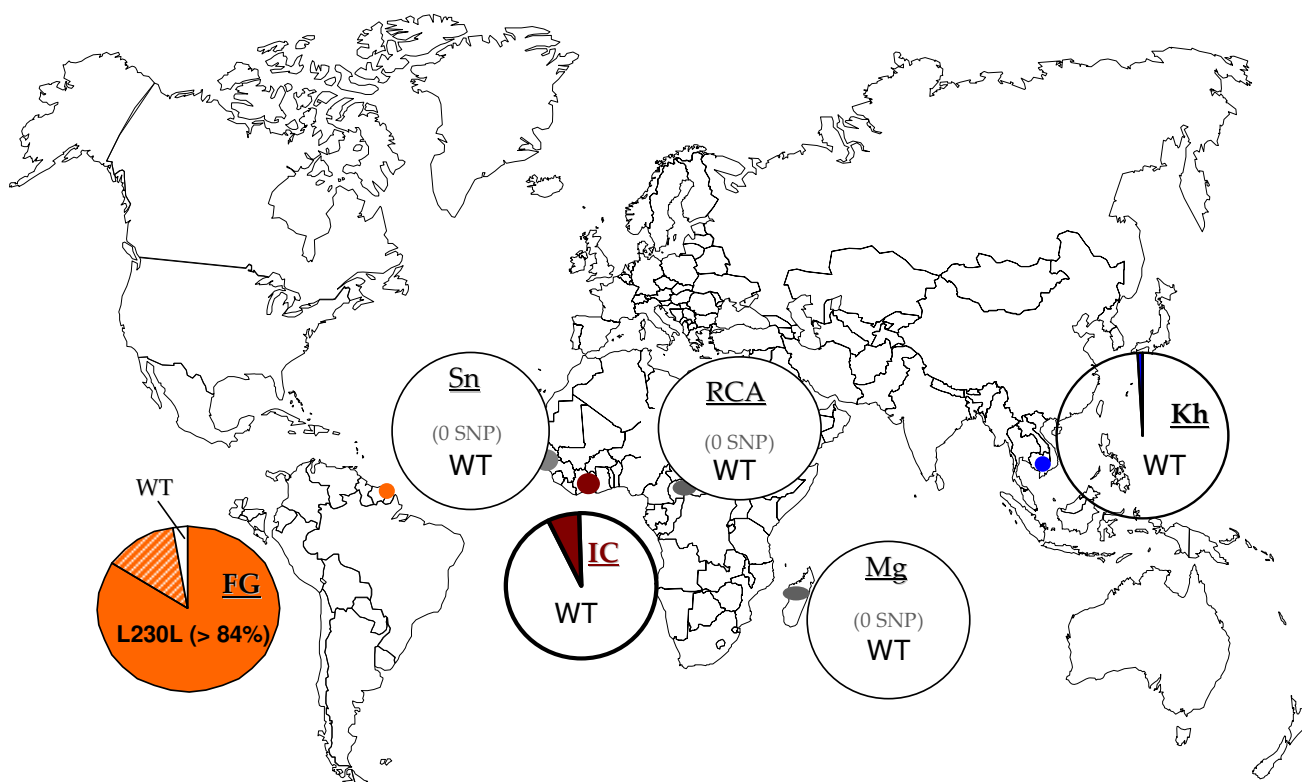 Sn
(0 SNP)
WT
RCA
(0 SNP)
WT
Kh
WT
WT
FG
L230L (> 84%)
IC
WT
Mg
(0 SNP)
WT